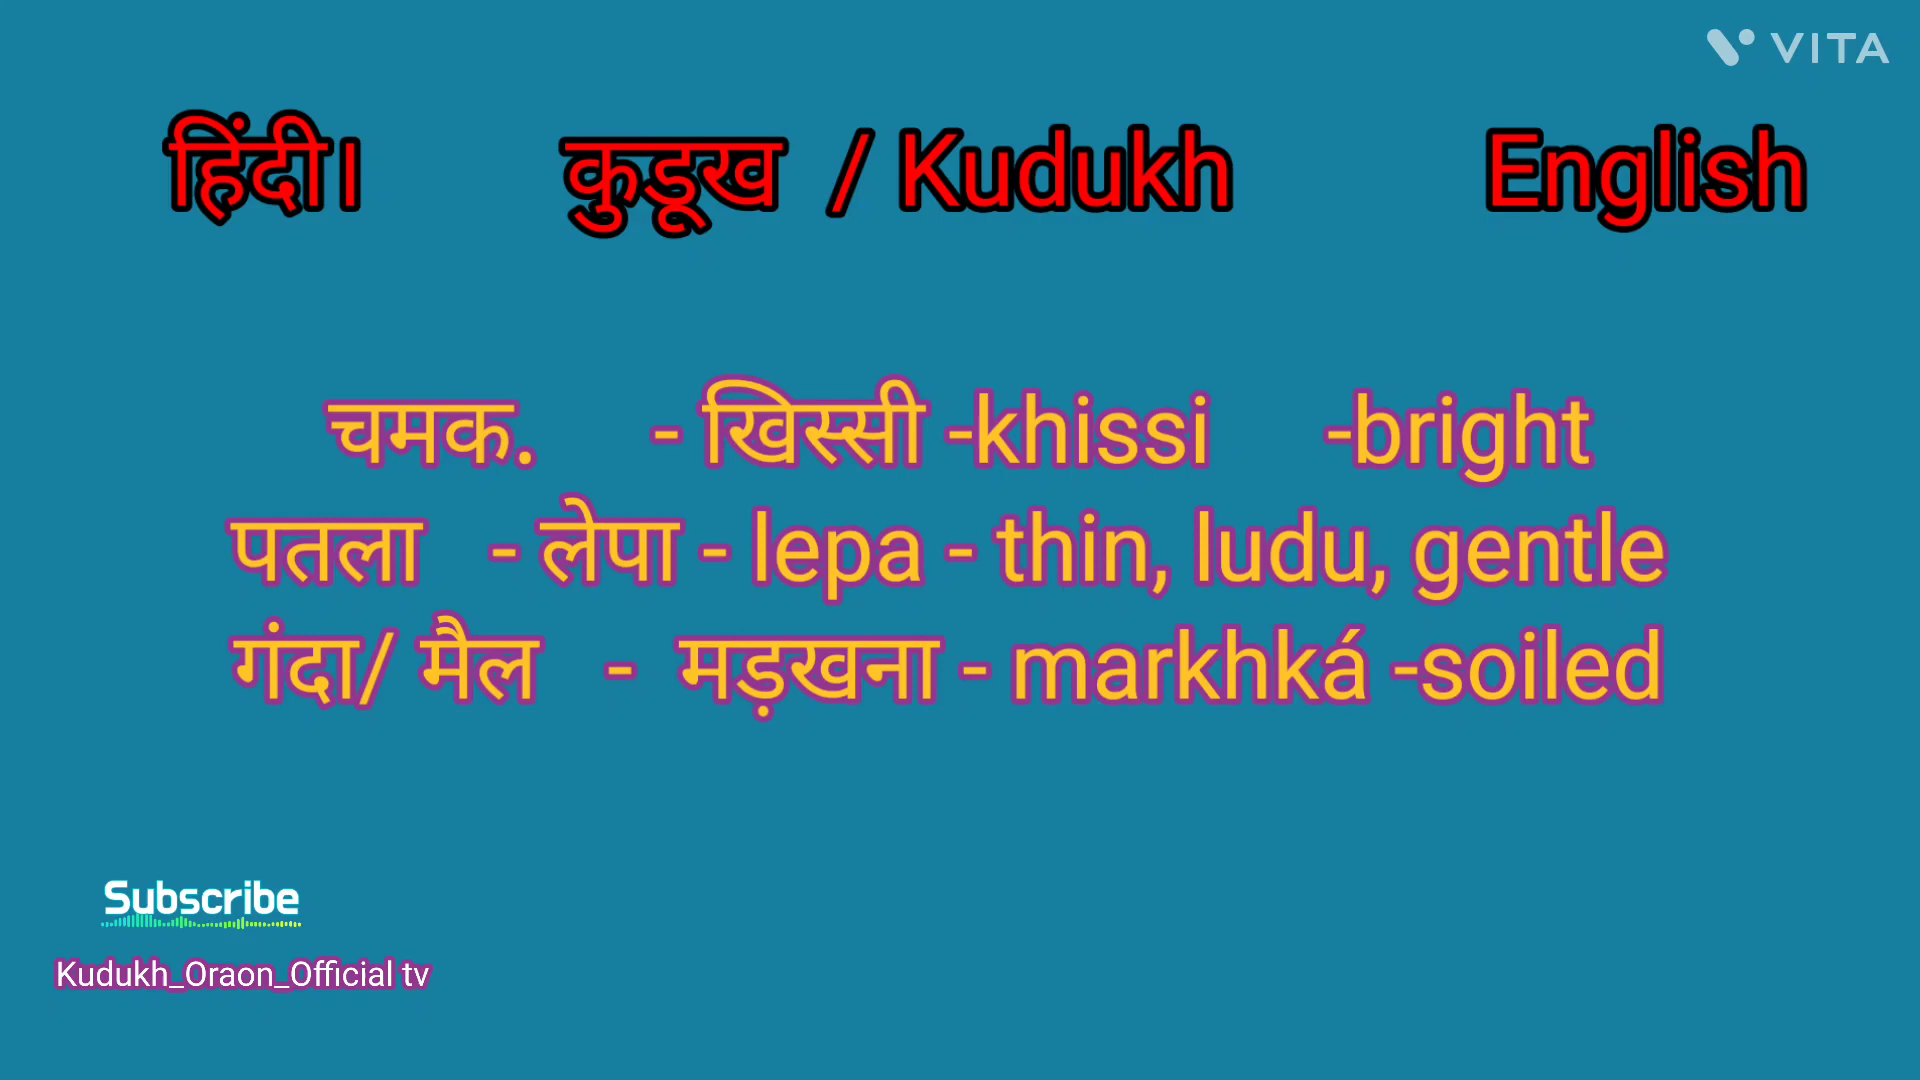 VITA
हिंदी। कुडूख / Kudukh English
चमक. - खिस्सी -khissi -bright
पतला - लेपा - lepa - thin, ludu, gentle
गंदा/ मैल - मड़खना - markhká -soiled
Subscribe
Kudukh_Oraon_Official tv